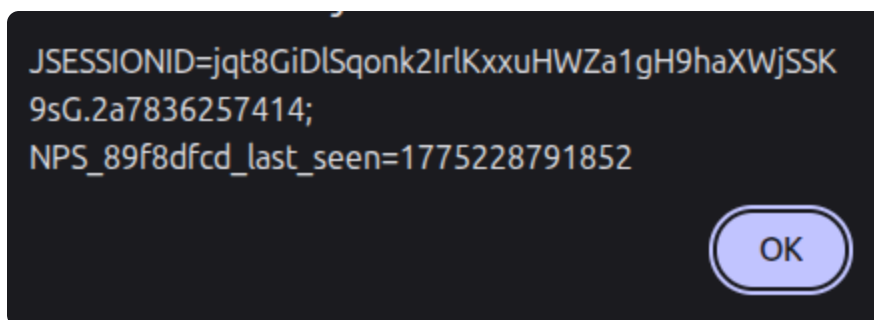 JSESSIONID=jqt8GiDlSqonk2IrlKxxuHWZa1gH9haXWjSSK
9sG.2a7836257414;
NPS_89f8dfcd_last_seen=1775228791852
OK